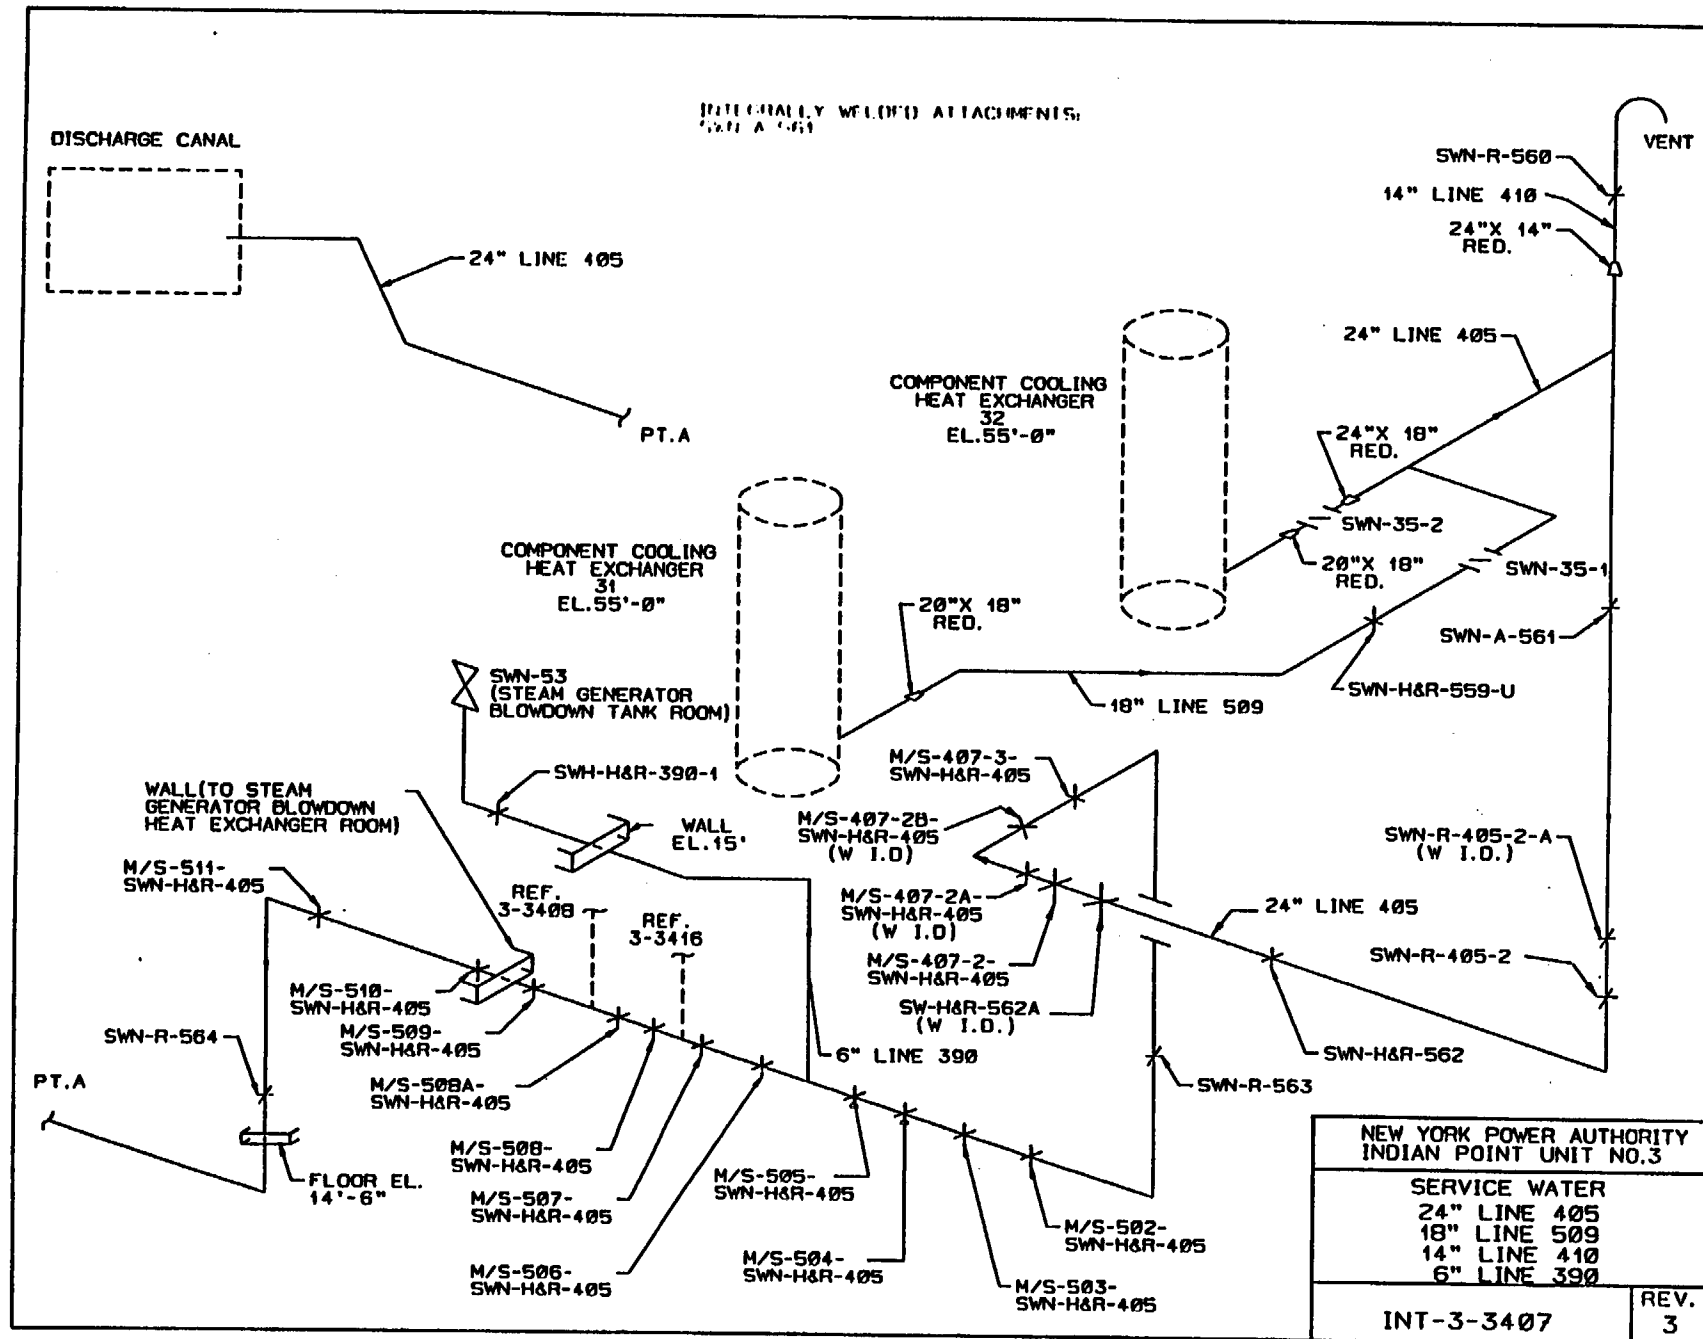 INTEGRALLY WELDED ATTACHMENTS:
SWN-A-561
DISCHARGE CANAL
24" LINE 405
PT.A
VENT
SWN-R-560
14" LINE 410
24"X 14"
RED.
24" LINE 405
COMPONENT COOLING
HEAT EXCHANGER
32
EL.55'-0"
24"X 18"
RED.
SWN-35-2
20"X 18"
RED.
SWN-35-1
SWN-A-561
SWN-H&R-559-U
COMPONENT COOLING
HEAT EXCHANGER
31
EL.55'-0"
20"X 18"
RED.
18" LINE 509
SWN-53
(STEAM GENERATOR
BLOWDOWN TANK ROOM)
SWH-H&R-390-1
WALL
EL.15'
WALL(TO STEAM
GENERATOR BLOWDOWN
HEAT EXCHANGER ROOM)
M/S-407-3-
SWN-H&R-405
M/S-407-2B-
SWN-H&R-405
(W I.D)
M/S-407-2A-
SWN-H&R-405
(W I.D)
M/S-407-2-
SWN-H&R-405
SW-H&R-562A
(W I.D.)
24" LINE 405
SWN-R-405-2-A
(W I.D.)
SWN-R-405-2
SWN-H&R-562
SWN-R-563
M/S-511-
SWN-H&R-405
REF.
3-3408
REF.
3-3416
M/S-510-
SWN-H&R-405
M/S-509-
SWN-H&R-405
SWN-R-564
6" LINE 390
M/S-508A-
SWN-H&R-405
PT.A
FLOOR EL.
14'-6"
M/S-508-
SWN-H&R-405
M/S-507-
SWN-H&R-405
M/S-506-
SWN-H&R-405
M/S-505-
SWN-H&R-405
M/S-504-
SWN-H&R-405
M/S-503-
SWN-H&R-405
M/S-502-
SWN-H&R-405
NEW YORK POWER AUTHORITY
INDIAN POINT UNIT NO.3
SERVICE WATER
24" LINE 405
18" LINE 509
14" LINE 410
6" LINE 390
INT-3-3407
REV.
3